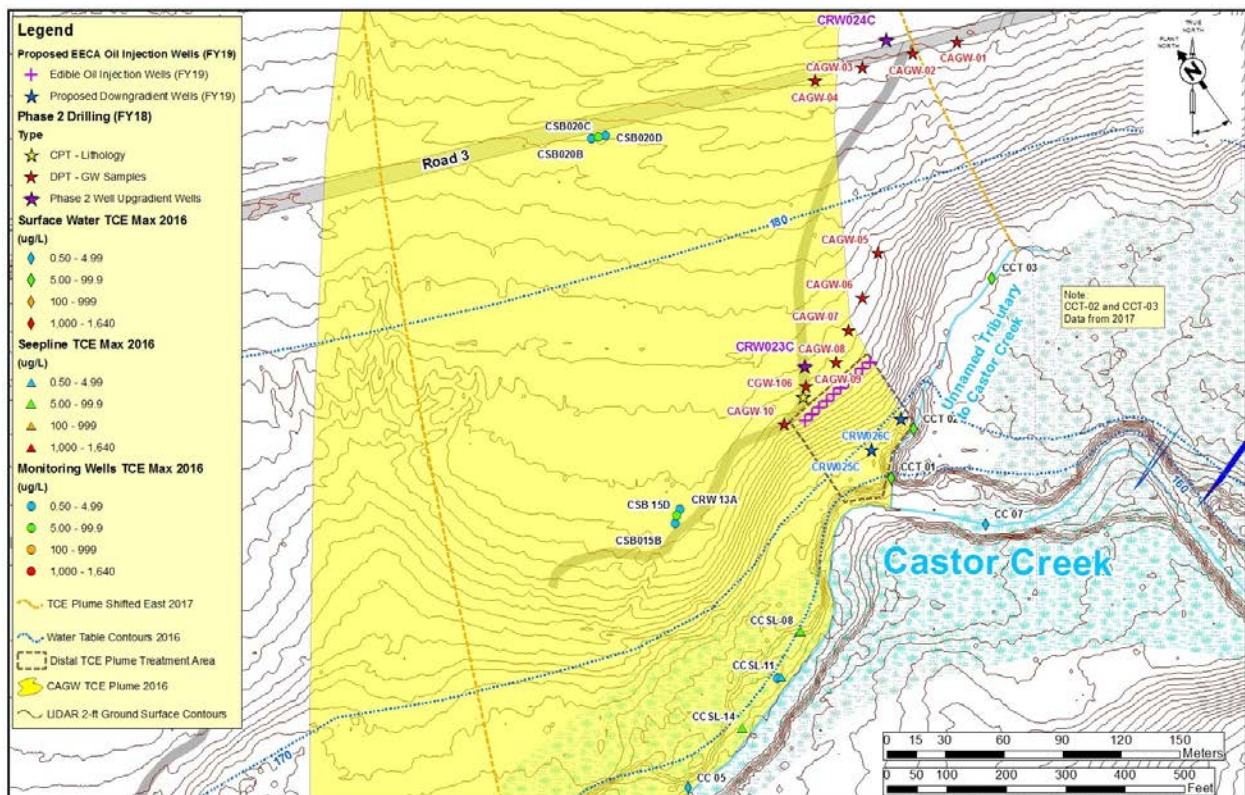 Legend
Proposed EECA Oil Injection Wells (FY19)
Edible Oil Injection Wells (FY19)
Proposed Downgradient Wells (FY19)
Phase 2 Drilling (FY18)
Type
CPT - Lithology
DPT - GW Samples
Phase 2 Well Upgradient Wells
Surface Water TCE Max 2016
(ug/L)
0.50 - 4.99
5.00 - 99.9
100 - 999
1,000 - 1,640
Seepline TCE Max 2016
(ug/L)
0.50 - 4.99
5.00 - 99.9
100 - 999
1,000 - 1,640
Monitoring Wells TCE Max 2016
(ug/L)
0.50 - 4.99
5.00 - 99.9
100 - 999
1,000 - 1,640
TCE Plume Shifted East 2017
Water Table Contours 2016
Distal TCE Plume Treatment Area
CAGW TCE Plume 2016
LIDAR 2-ft Ground Surface Contours
CRW024C
CAGW-01
CAGW-02
CAGW-03
CAGW-04
TRUE
NORTH
PLANT
NORTH
N
CSB020C
CSB020D
CSB020B
Road 3
180
CAGW-05
CAGW-06
CAGW-07
CCT 03
Note:
CCT-02 and CCT-03
Data from 2017
Unnamed Tributary
to Castor Creek
CRW023C
CAGW-08
CGW-106
CAGW-09
CAGW-10
CCT 02
CRW026C
CRW025C
CCT 01
160
CSB 15D
CRW 13A
CSB015B
CC 07
Castor Creek
CCSL-08
CCSL-11
CCSL-14
170
CC 05
0 15 30 60 90 120 150
Meters
0 50 100 200 300 400 500
Feet